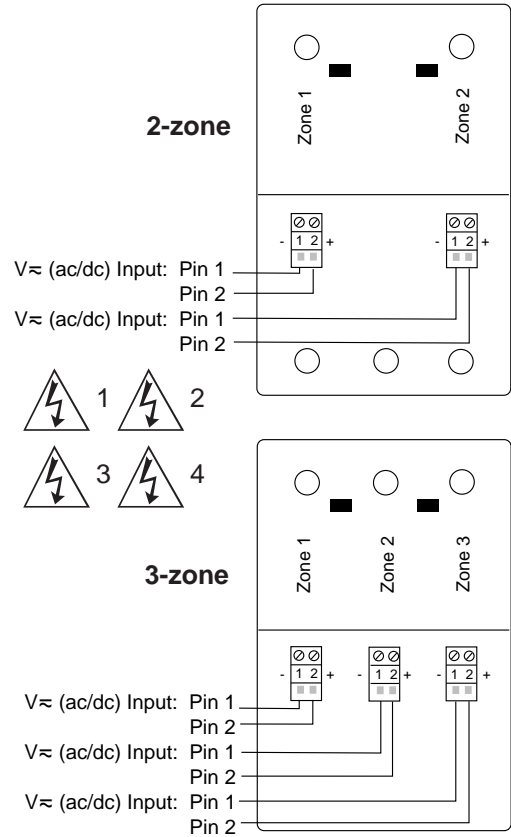 Zone 1
Zone 2
2-zone
- 1 2 +
- 1 2 +
V≂ (ac/dc) Input: Pin 1
Pin 2
V≂ (ac/dc) Input: Pin 1
Pin 2
1 2
3 4
Zone 1
Zone 2
Zone 3
3-zone
- 1 2 +
- 1 2 +
- 1 2 +
V≂ (ac/dc) Input: Pin 1
Pin 2
V≂ (ac/dc) Input: Pin 1
Pin 2
V≂ (ac/dc) Input: Pin 1
Pin 2